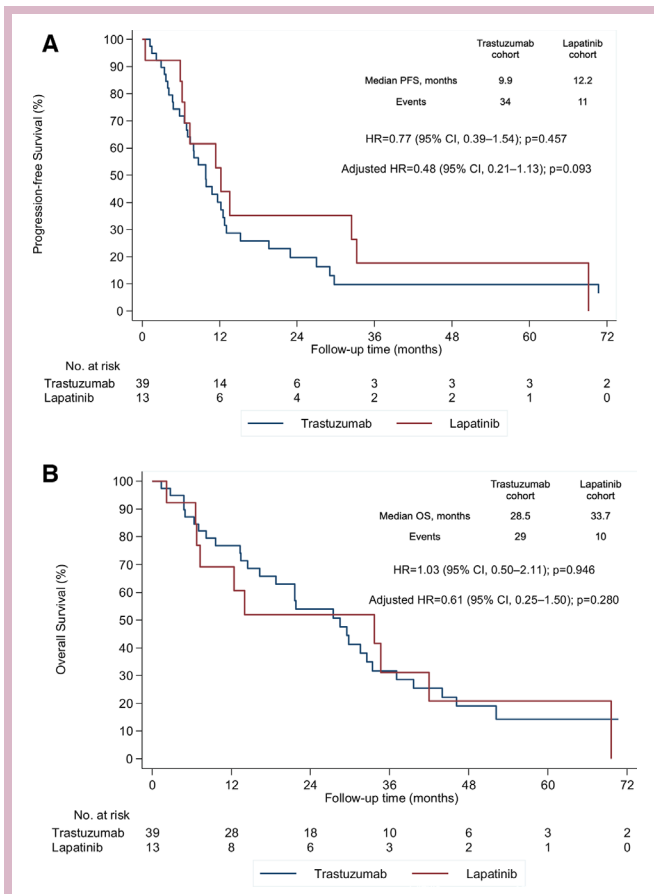 A
Trastuzumab cohort
Lapatinib cohort
Median PFS, months 9.9 12.2
Events 34 11
HR=0.77 (95% CI, 0.39–1.54); p=0.457
Adjusted HR=0.48 (95% CI, 0.21–1.13); p=0.093
Progression-free Survival (%)
100
90
80
70
60
50
40
30
20
10
0
0 12 24 36 48 60 72
Follow-up time (months)
No. at risk
Trastuzumab 39 14 6 3 3 3 2
Lapatinib 13 6 4 2 2 1 0
Trastuzumab Lapatinib
B
Trastuzumab cohort
Lapatinib cohort
Median OS, months 28.5 33.7
Events 29 10
HR=1.03 (95% CI, 0.50–2.11); p=0.946
Adjusted HR=0.61 (95% CI, 0.25–1.50); p=0.280
Overall Survival (%)
100
90
80
70
60
50
40
30
20
10
0
0 12 24 36 48 60 72
Follow-up time (months)
No. at risk
Trastuzumab 39 28 18 10 6 3 2
Lapatinib 13 8 6 3 2 1 0
Trastuzumab Lapatinib